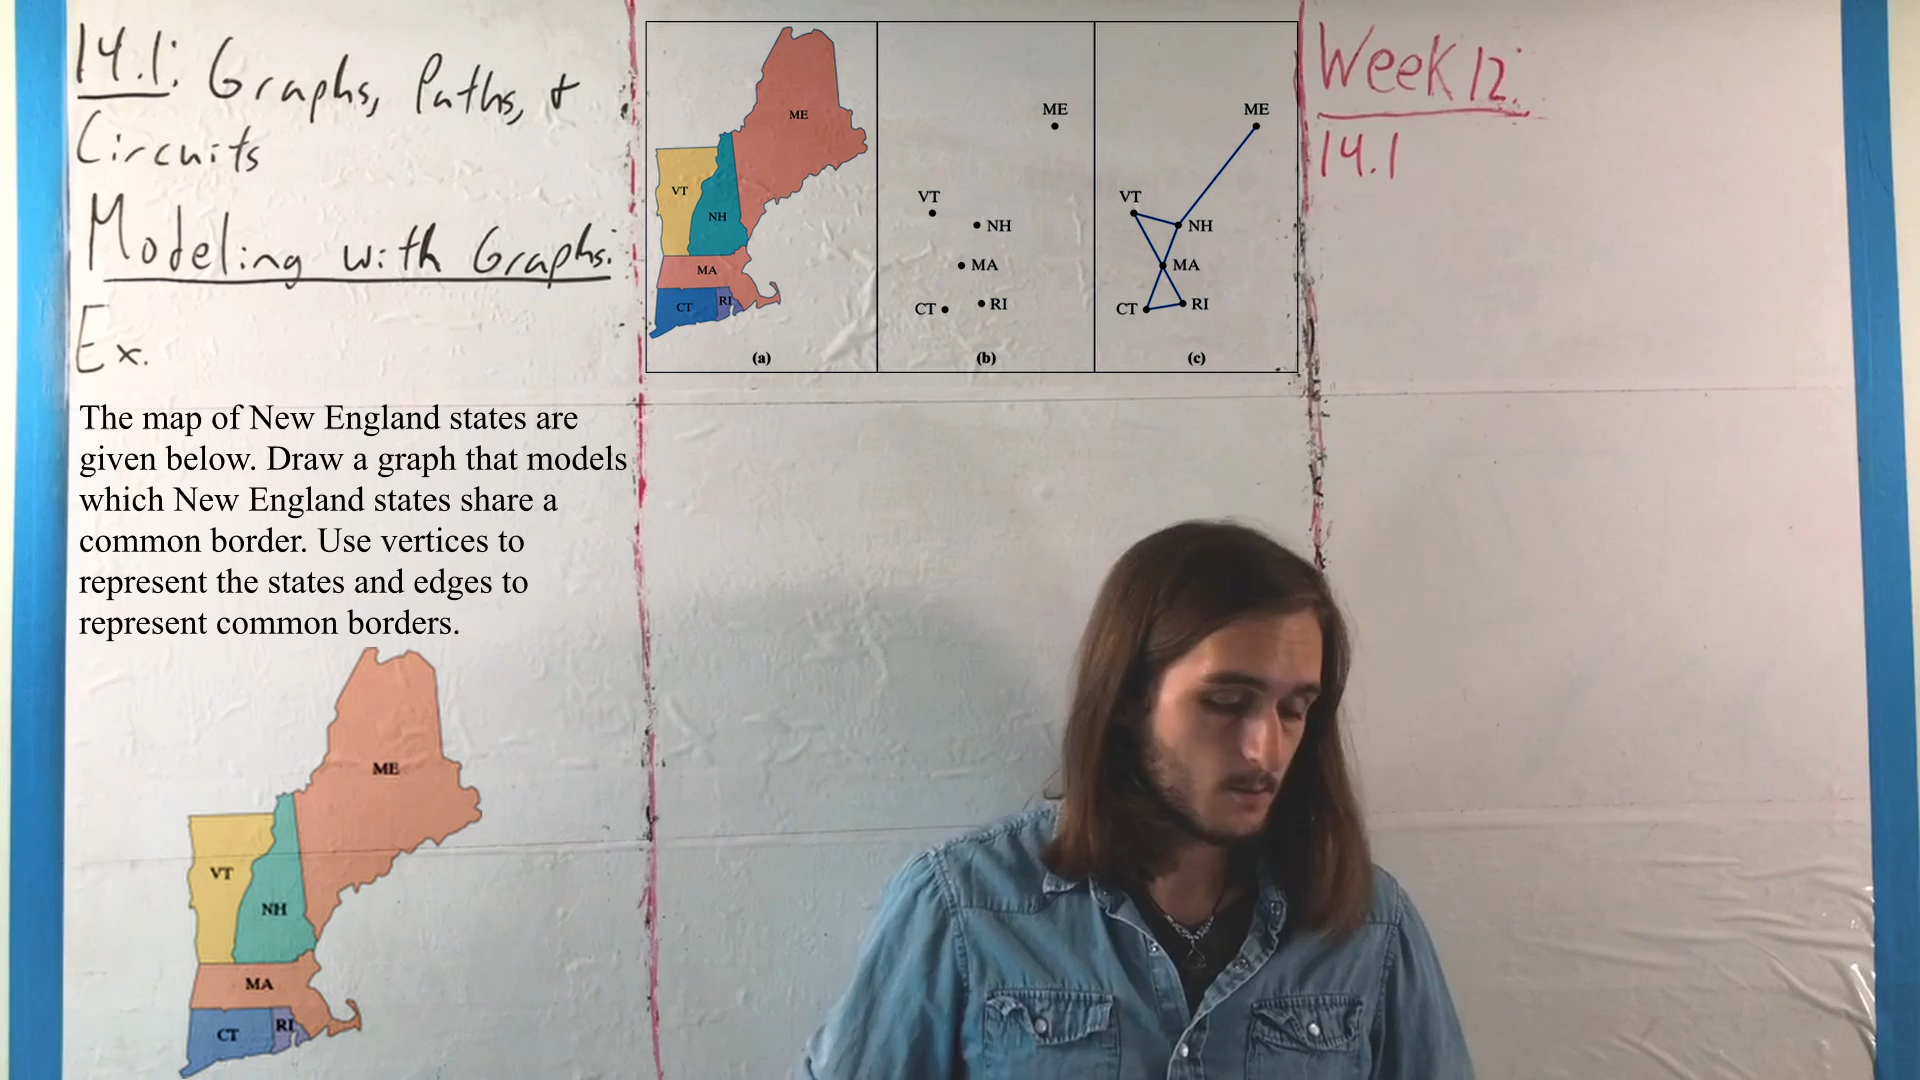 14.1: Graphs, Paths, &
Circuits
Modeling with Graphs:
Ex.
The map of New England states are
given below. Draw a graph that models
which New England states share a
common border. Use vertices to
represent the states and edges to
represent common borders.
ME
VT
NH
MA
CT RI
ME
VT
NH
MA
CT RI
(a)
ME
VT
NH
MA
CT RI
(b)
ME
VT
NH
MA
CT RI
(c)
Week 12:
14.1